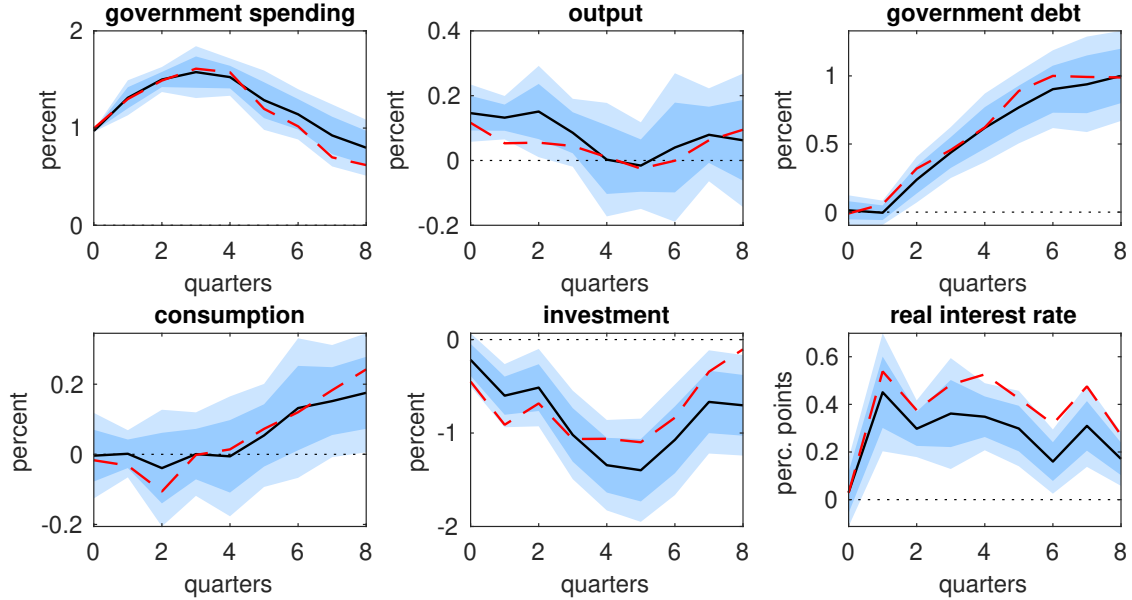 government spending
percent
2
1
0
0 2 4 6 8
quarters
output
percent
0.4
0.2
0
-0.2
0 2 4 6 8
quarters
government debt
percent
1
0.5
0
0 2 4 6 8
quarters
consumption
percent
0.2
0
-0.2
0 2 4 6 8
quarters
investment
percent
0
-1
-2
0 2 4 6 8
quarters
real interest rate
perc. points
0.6
0.4
0.2
0
0 2 4 6 8
quarters